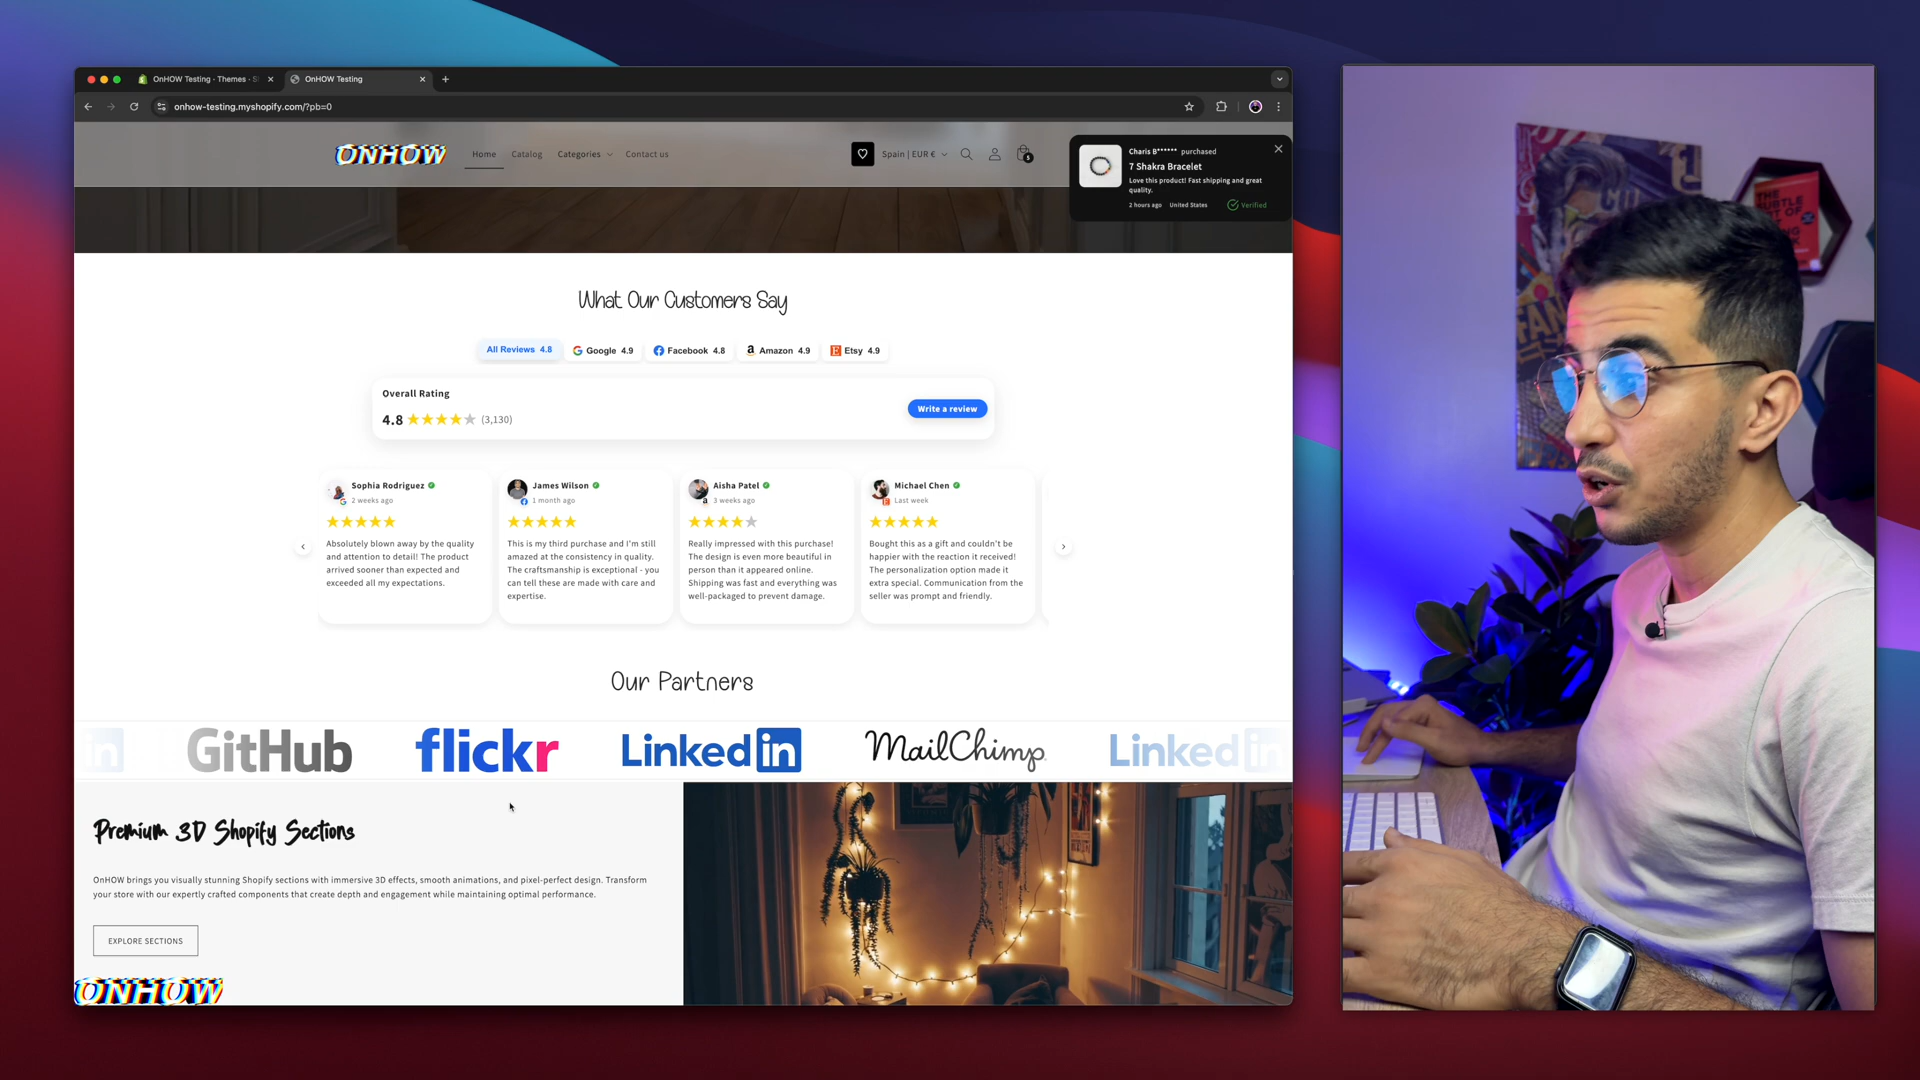 OnHOW Testing - Themes - S
OnHOW Testing
onhow-testing.myshopify.com/?pb=0
ONHOW
Home
Catalog
Categories
Contact us
Spain | EUR €
5
Charis B****** purchased
7 Shakra Bracelet
Love this product! Fast shipping and great
quality.
2 hours ago United States Verified
What Our Customers Say
All Reviews 4.8
Google 4.9
Facebook 4.8
Amazon 4.9
Etsy 4.9
Overall Rating
4.8 ★★★★★ (3,130)
Write a review
Sophia Rodriguez
2 weeks ago
Absolutely blown away by the quality
and attention to detail! The product
arrived sooner than expected and
exceeded all my expectations.
James Wilson
1 month ago
This is my third purchase and I'm still
amazed at the consistency in quality.
The craftsmanship is exceptional - you
can tell these are made with care and
expertise.
Aisha Patel
3 weeks ago
Really impressed with this purchase!
The design is even more beautiful in
person than it appeared online.
Shipping was fast and everything was
well-packaged to prevent damage.
Michael Chen
Last week
Bought this as a gift and couldn't be
happier with the reaction it received!
The personalization option made it
extra special. Communication from the
seller was prompt and friendly.
Our Partners
in
GitHub
flickr
Linkedin
MailChimp
Linkedin
Premium 3D Shopify Sections
OnHOW brings you visually stunning Shopify sections with immersive 3D effects, smooth animations, and pixel-perfect design. Transform
your store with our expertly crafted components that create depth and engagement while maintaining optimal performance.
EXPLORE SECTIONS
ONHOW
THE
SUBTLE
ART OF